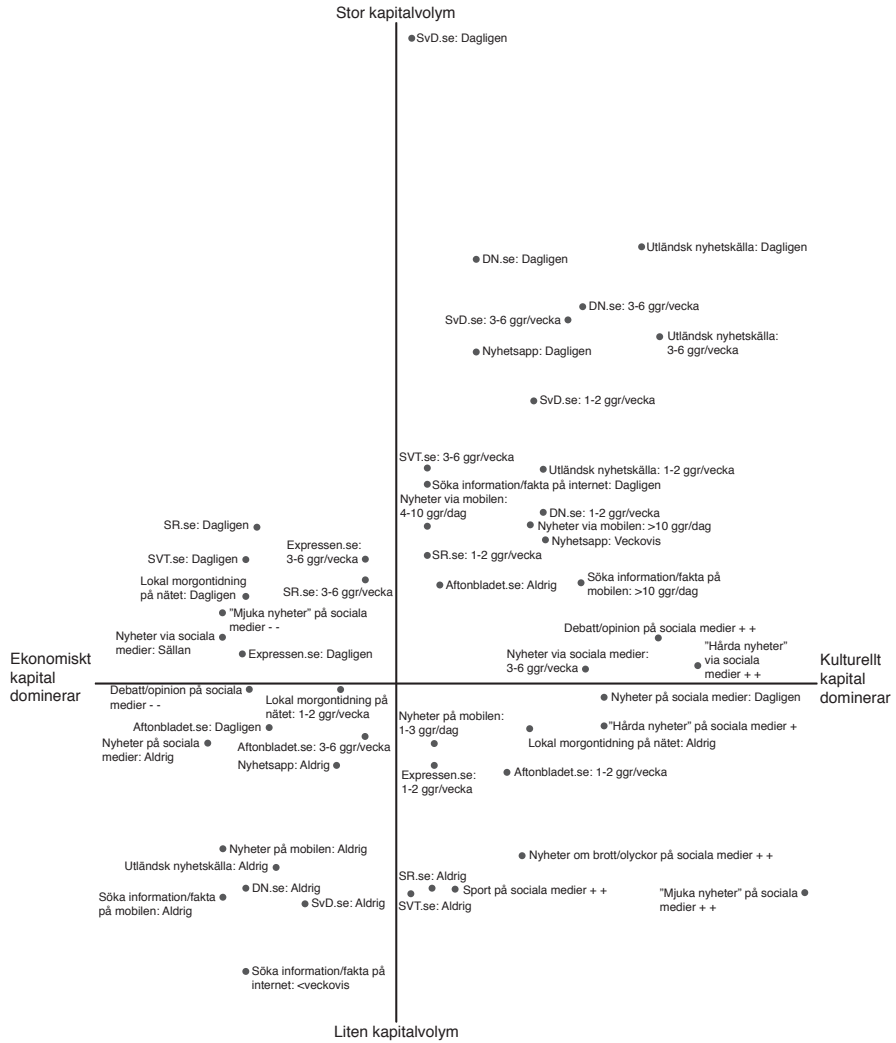 Stor kapitalvolym
SvD.se: Dagligen
Utländsk nyhetskälla: Dagligen
DN.se: Dagligen
DN.se: 3-6 ggr/vecka
SvD.se: 3-6 ggr/vecka
Utländsk nyhetskälla:
3-6 ggr/vecka
Nyhetsapp: Dagligen
SvD.se: 1-2 ggr/vecka
SVT.se: 3-6 ggr/vecka
Utländsk nyhetskälla: 1-2 ggr/vecka
Söka information/fakta på internet: Dagligen
Nyheter via mobilen:
4-10 ggr/dag
DN.se: 1-2 ggr/vecka
Nyheter via mobilen: >10 ggr/dag
Nyhetsapp: Veckovis
SR.se: Dagligen
Expressen.se:
3-6 ggr/vecka
SVT.se: Dagligen
SR.se: 1-2 ggr/vecka
Lokal morgontidning
på nätet: Dagligen
SR.se: 3-6 ggr/vecka
Aftonbladet.se: Aldrig
Söka information/fakta på
mobilen: >10 ggr/dag
"Mjuka nyheter" på sociala
medier - -
Nyheter via sociala
medier: Sällan
Expressen.se: Dagligen
Debatt/opinion på sociala medier + +
Nyheter via sociala medier:
3-6 ggr/vecka
"Hårda nyheter"
via sociala
medier + +
Ekonomiskt
kapital
dominerar
Kulturellt
kapital
dominerar
Debatt/opinion på sociala
medier - -
Lokal morgontidning på
nätet: 1-2 ggr/vecka
Nyheter på sociala medier: Dagligen
Aftonbladet.se: Dagligen
Nyheter på mobilen:
1-3 ggr/dag
"Hårda nyheter" på sociala medier +
Lokal morgontidning på nätet: Aldrig
Nyheter på sociala
medier: Aldrig
Aftonbladet.se: 3-6 ggr/vecka
Nyhetsapp: Aldrig
Expressen.se:
1-2 ggr/vecka
Aftonbladet.se: 1-2 ggr/vecka
Nyheter på mobilen: Aldrig
Nyheter om brott/olyckor på sociala medier + +
Utländsk nyhetskälla: Aldrig
DN.se: Aldrig
Söka information/fakta
på mobilen: Aldrig
SvD.se: Aldrig
SR.se: Aldrig
Sport på sociala medier + +
SVT.se: Aldrig
"Mjuka nyheter" på sociala
medier + +
Söka information/fakta på
internet: <veckovis
Liten kapitalvolym